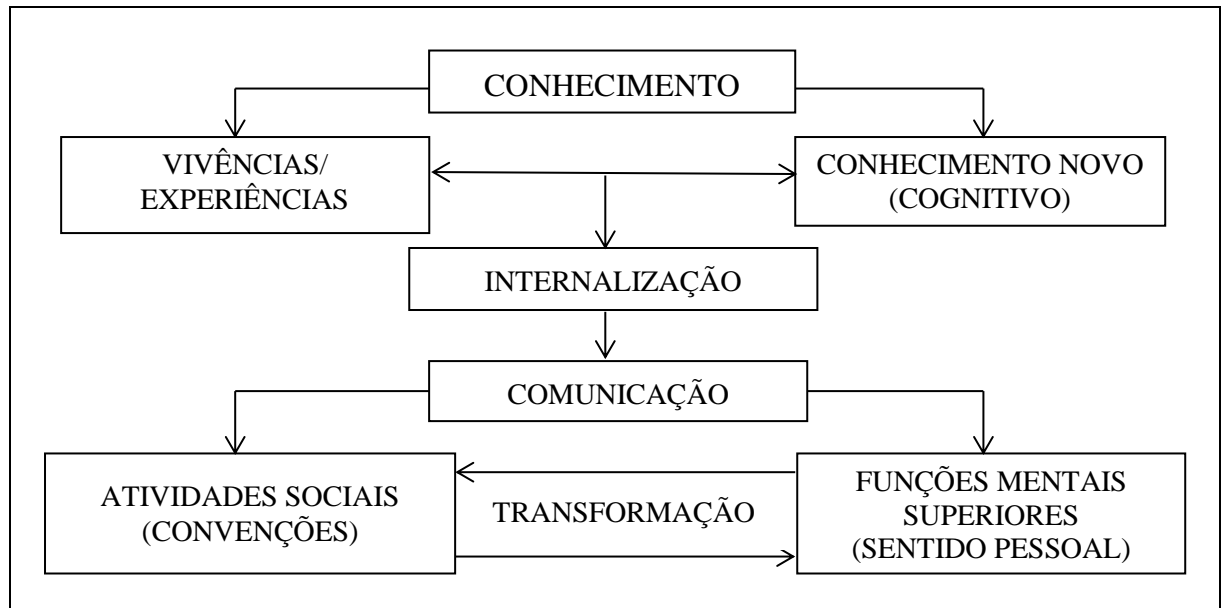 CONHECIMENTO
VIVÊNCIAS/
EXPERIÊNCIAS
CONHECIMENTO NOVO
(COGNITIVO)
INTERNALIZAÇÃO
COMUNICAÇÃO
ATIVIDADES SOCIAIS
(CONVENÇÕES)
TRANSFORMAÇÃO
FUNÇÕES MENTAIS
SUPERIORES
(SENTIDO PESSOAL)